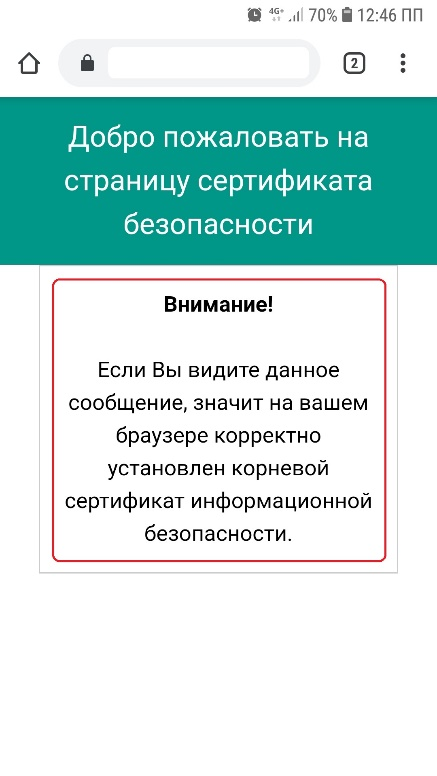 4G+ 70% 12:46 ПП
2
Добро пожаловать на
страницу сертификата
безопасности
Внимание!
Если Вы видите данное
сообщение, значит на вашем
браузере корректно
установлен корневой
сертификат информационной
безопасности.